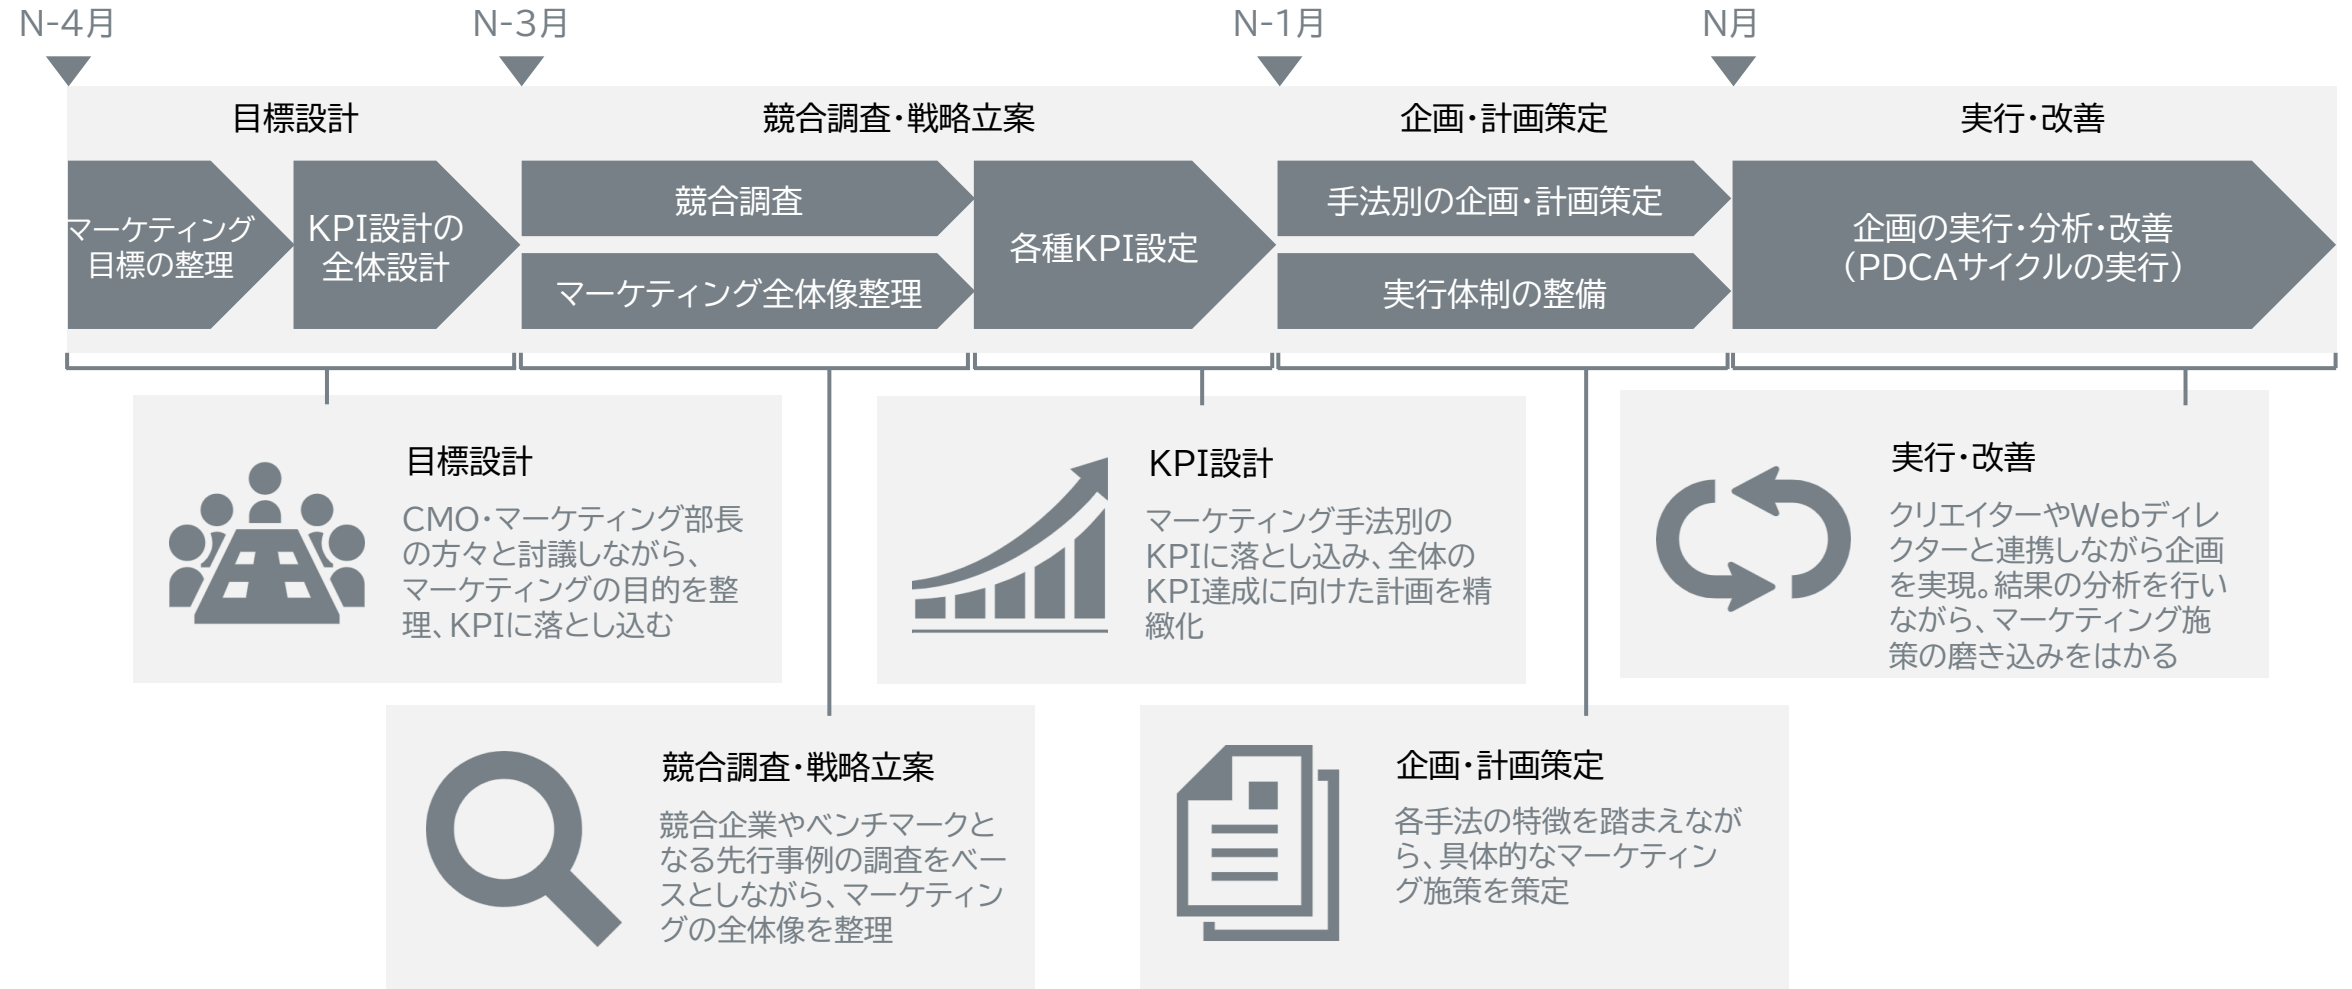 N-4月
N-3月
N-1月
N月
目標設計
競合調査・戦略立案
企画・計画策定
実行・改善
マーケティング
目標の整理
KPI設計の
全体設計
競合調査
マーケティング全体像整理
各種KPI設定
手法別の企画・計画策定
実行体制の整備
企画の実行・分析・改善
（PDCAサイクルの実行）
目標設計
CMO・マーケティング部長
の方々と討議しながら、
マーケティングの目的を整
理、KPIに落とし込む
KPI設計
マーケティング手法別の
KPIに落とし込み、全体の
KPI達成に向けた計画を精
緻化
実行・改善
クリエイターやWebディレ
クターと連携しながら企画
を実現。結果の分析を行い
ながら、マーケティング施
策の磨き込みをはかる
競合調査・戦略立案
競合企業やベンチマークと
なる先行事例の調査をベー
スとしながら、マーケティン
グの全体像を整理
企画・計画策定
各手法の特徴を踏まえなが
ら、具体的なマーケティン
グ施策を策定